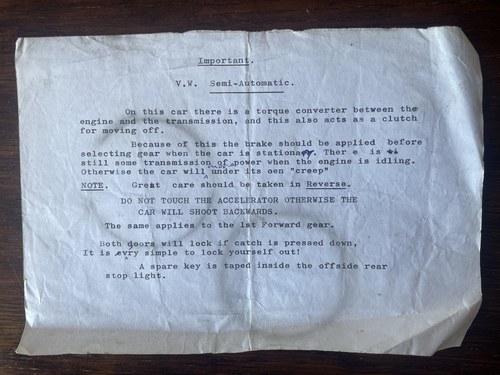 Important.
V.W. Semi-Automatic.
On this car there is a torque converter between the
engine and the transmission, and this also acts as a clutch
for moving off.
Because of this the brake should be applied before
selecting gear when the car is stationary. Ther e is
still some transmission of power when the engine is idling.
Otherwise the car will under its oen "creep"
NOTE. Great care should be taken in Reverse.
DO NOT TOUCH THE ACCELERATOR OTHERWISE THE
CAR WILL SHOOT BACKWARDS.
The same applies to the 1st Forward gear.
Both doors will lock if catch is pressed down,
It is evry simple to lock yourself out!
A spare key is taped inside the offside rear
stop light.